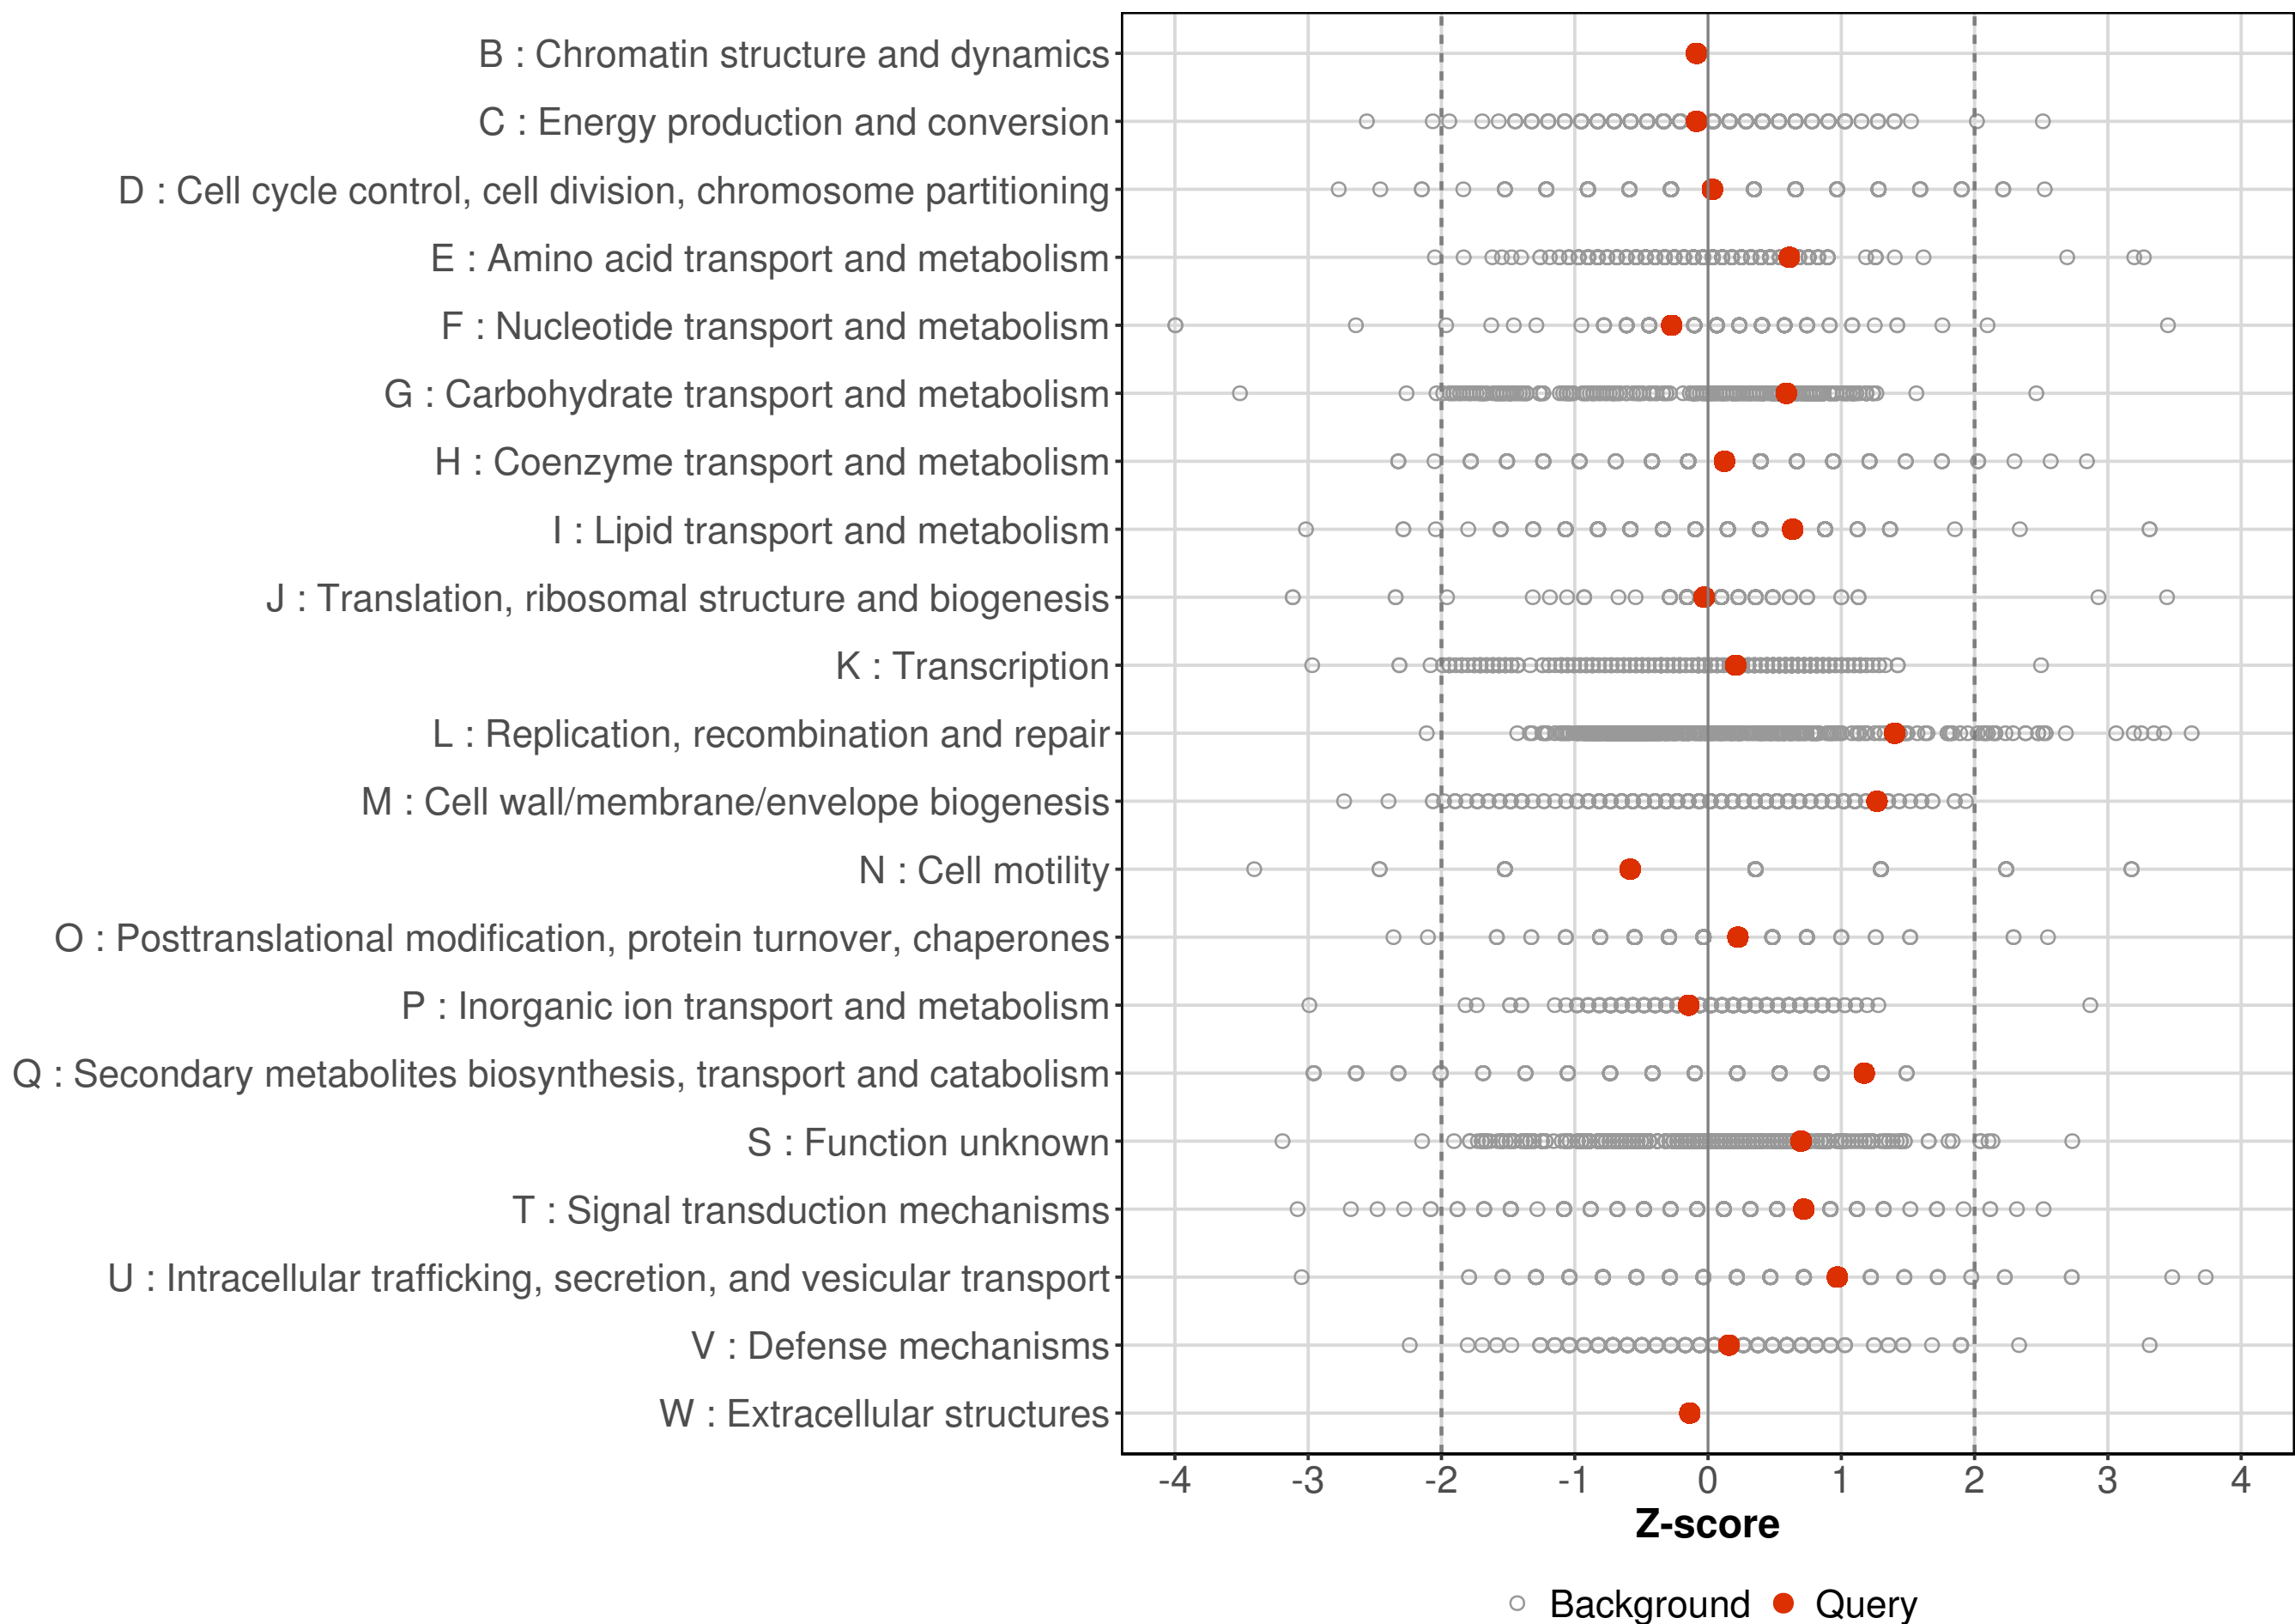 B : Chromatin structure and dynamics
C : Energy production and conversion
D : Cell cycle control, cell division, chromosome partitioning
E : Amino acid transport and metabolism
F : Nucleotide transport and metabolism
G : Carbohydrate transport and metabolism
H : Coenzyme transport and metabolism
I : Lipid transport and metabolism
J : Translation, ribosomal structure and biogenesis
K : Transcription
L : Replication, recombination and repair
M : Cell wall/membrane/envelope biogenesis
N : Cell motility
O : Posttranslational modification, protein turnover, chaperones
P : Inorganic ion transport and metabolism
Q : Secondary metabolites biosynthesis, transport and catabolism
S : Function unknown
T : Signal transduction mechanisms
U : Intracellular trafficking, secretion, and vesicular transport
V : Defense mechanisms
W : Extracellular structures
-4 -3 -2 -1 0 1 2 3 4
Z-score
Background Query